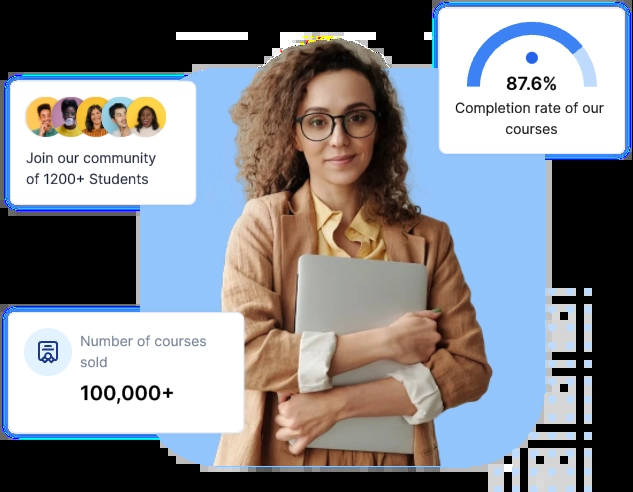 87.6%
Completion rate of our
courses
Join our community
of 1200+ Students
Number of courses
sold
100,000+